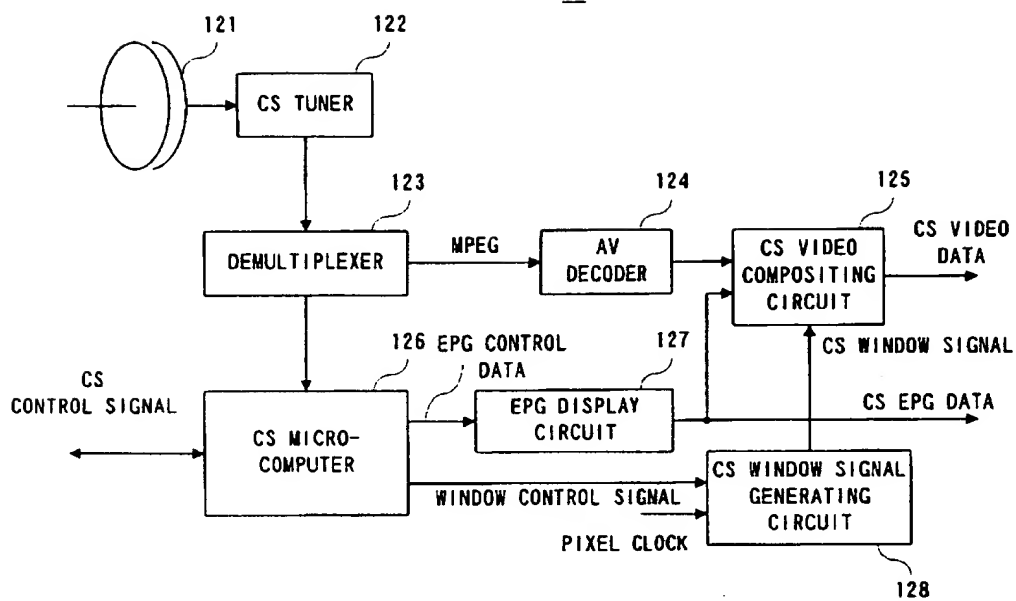 121
122
CS TUNER
123
124
125
DEMULTIPLEXER
MPEG
AV
DECODER
CS VIDEO
COMPOSITING
CIRCUIT
CS VIDEO
DATA
126
EPG CONTROL
DATA
127
CS WINDOW SIGNAL
CS
CONTROL SIGNAL
CS MICRO-
COMPUTER
EPG DISPLAY
CIRCUIT
CS EPG DATA
WINDOW CONTROL SIGNAL
CS WINDOW SIGNAL
GENERATING
CIRCUIT
PIXEL CLOCK
128